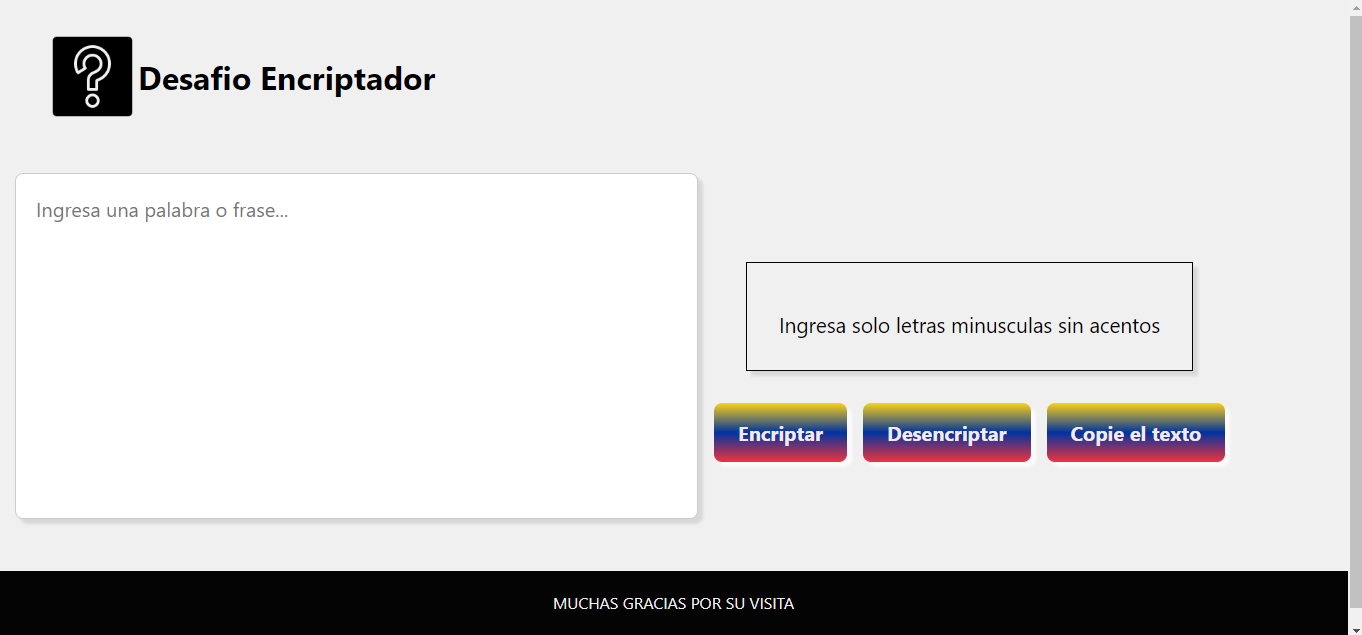 Desafio Encriptador
Ingresa una palabra o frase...
Ingresa solo letras minusculas sin acentos
Encriptar
Desencriptar
Copie el texto
MUCHAS GRACIAS POR SU VISITA